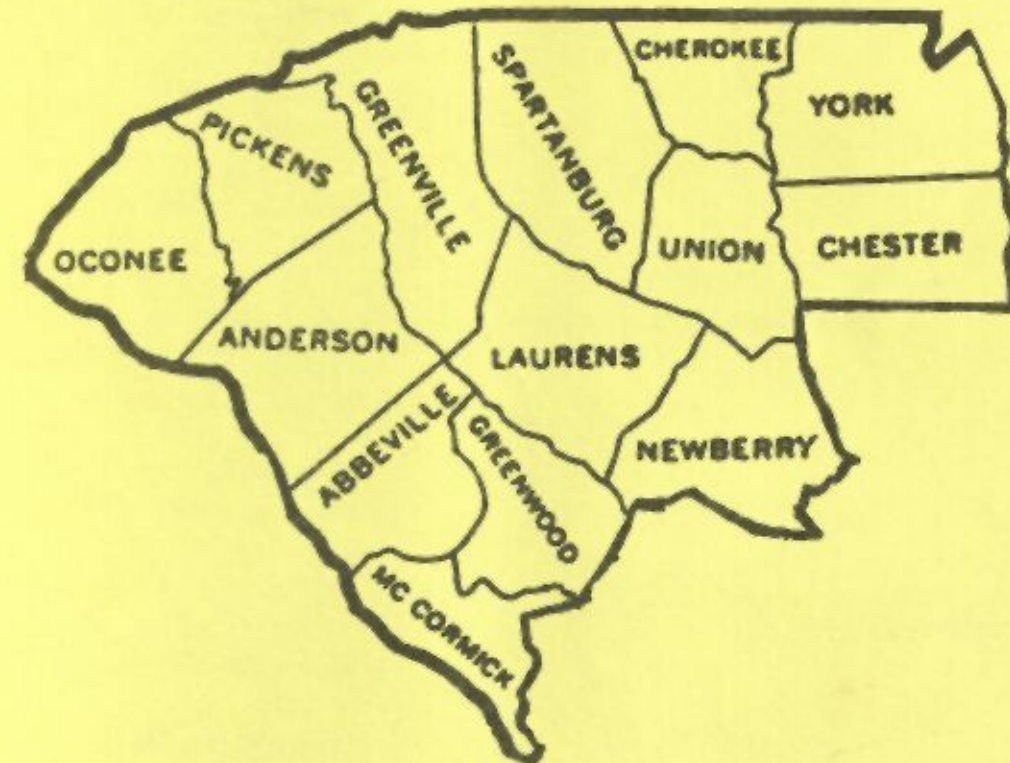 CHEROKEE
SPARTANBURG
GREENVILLE
YORK
PICKENS
OCONEE
UNION
CHESTER
ANDERSON
LAURENS
ABBEVILLE
GREENWOOD
NEWBERRY
MC CORMICK